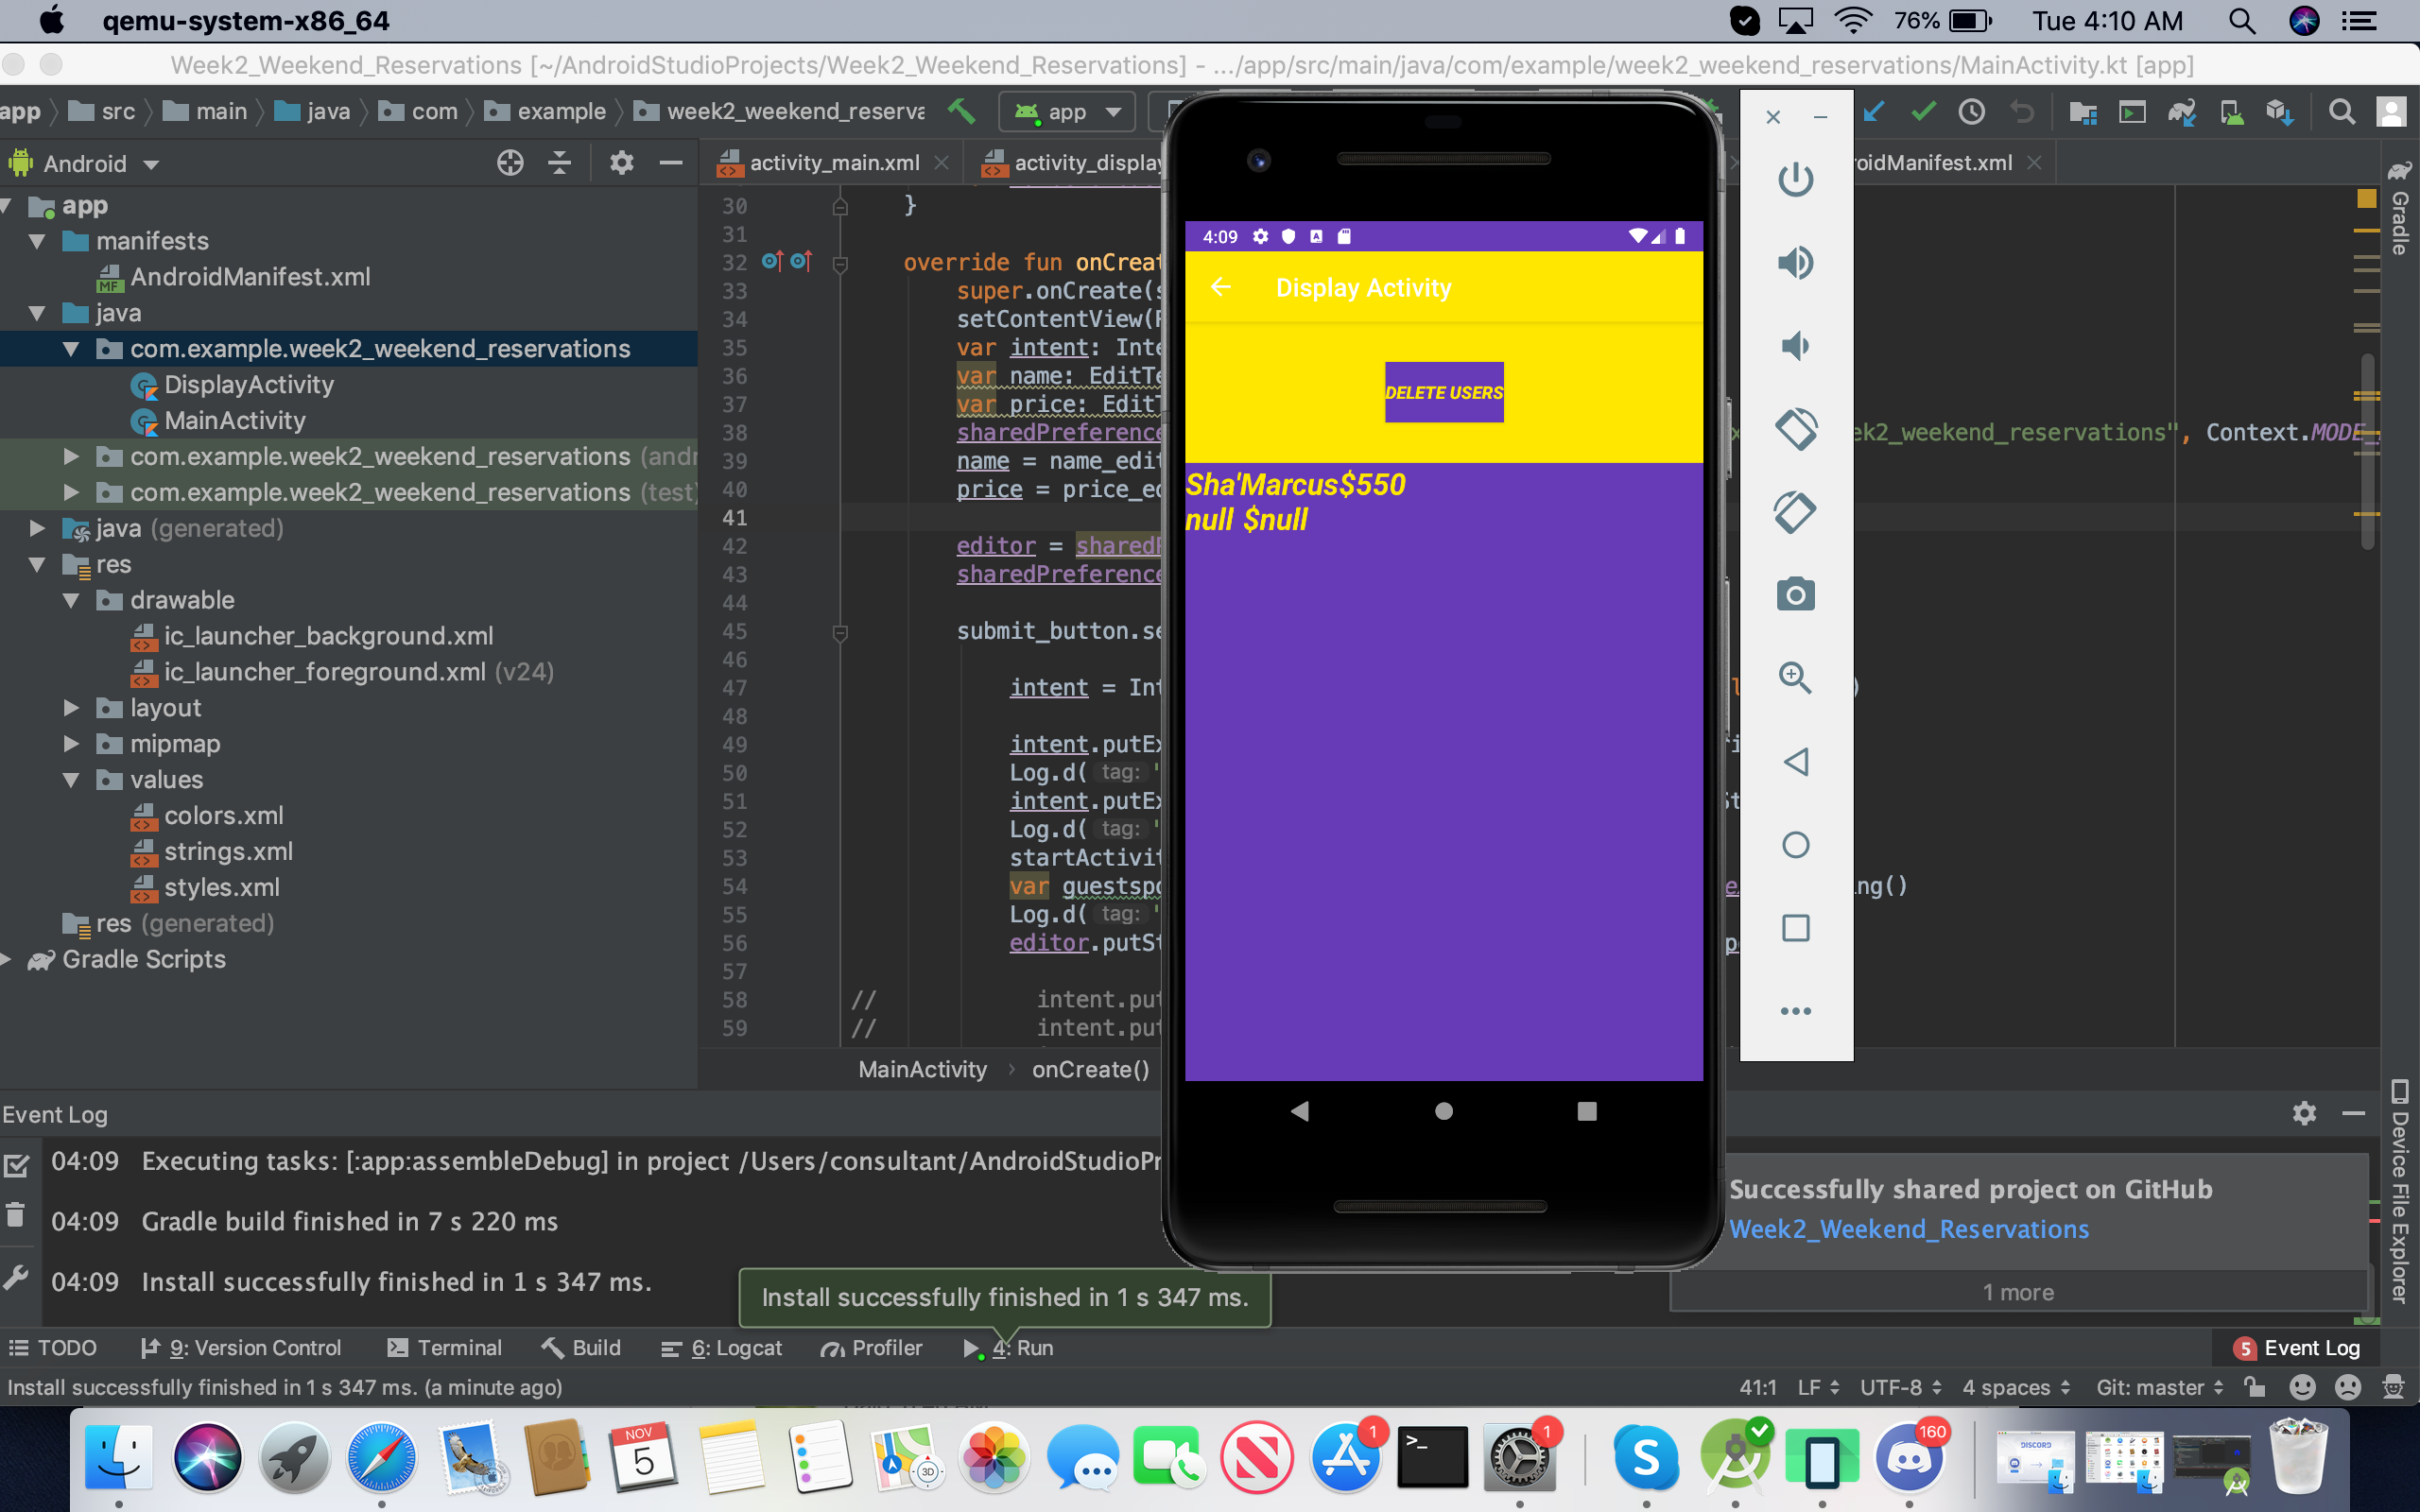 qemu-system-x86_64
76%
Tue 4:10 AM
Week2_Weekend_Reservations [~/AndroidStudioProjects/Week2_Weekend_Reservations] - .../app/src/main/java/com/example/week2_weekend_reservations/MainActivity.kt [app]
app
src
main
java
com
example
week2_weekend_reserva
app
Android
activity_main.xml
activity_display
oidManifest.xml
Gradle
app
manifests
MF
AndroidManifest.xml
java
com.example.week2_weekend_reservations
DisplayActivity
MainActivity
com.example.week2_weekend_reservations (andr
com.example.week2_weekend_reservations (test)
java (generated)
res
drawable
ic_launcher_background.xml
ic_launcher_foreground.xml (v24)
layout
mipmap
values
colors.xml
strings.xml
styles.xml
res (generated)
Gradle Scripts
30 }
31
32 override fun onCreat
33 super.onCreate(s
34 setContentView(R
35 var intent: Inte
36 var name: EditTe
37 var price: EditT
38 sharedPreference
ek2_weekend_reservations", Context.MODE_
39 name = name_edit
40 price = price_ed
41
42 editor = sharedP
43 sharedPreference
44
45 submit_button.se
46
47 intent = Int
)
48
49 intent.putEx
50 Log.d( tag: "
51 intent.putEx
52 Log.d( tag: "
53 startActivit
54 var guestspo
ng()
55 Log.d( tag: "
56 editor.putSt
57
58 // intent.put
59 // intent.put
MainActivity
onCreate()
4:09
Display Activity
DELETE USERS
Sha'Marcus$550
null $null
Event Log
04:09 Executing tasks: [:app:assembleDebug] in project /Users/consultant/AndroidStudioPr
04:09 Gradle build finished in 7 s 220 ms
04:09 Install successfully finished in 1 s 347 ms.
Install successfully finished in 1 s 347 ms.
Successfully shared project on GitHub
Week2_Weekend_Reservations
1 more
Device File Explorer
TODO
9: Version Control
Terminal
Build
6: Logcat
Profiler
4: Run
5 Event Log
Install successfully finished in 1 s 347 ms. (a minute ago)
41:1
LF
UTF-8
4 spaces
Git: master
NOV
5
3D
1
1
160
DISCORD